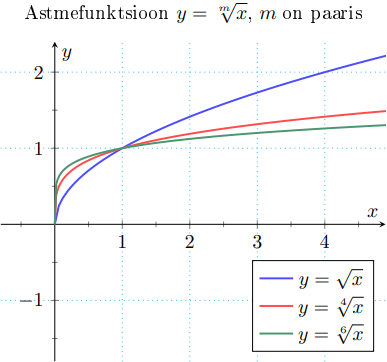 Astmefunktsioon y = ᵐ√x, m on paaris
y
2
1
x
1 2 3 4
−1
y = √x
y = ⁴√x
y = ⁶√x